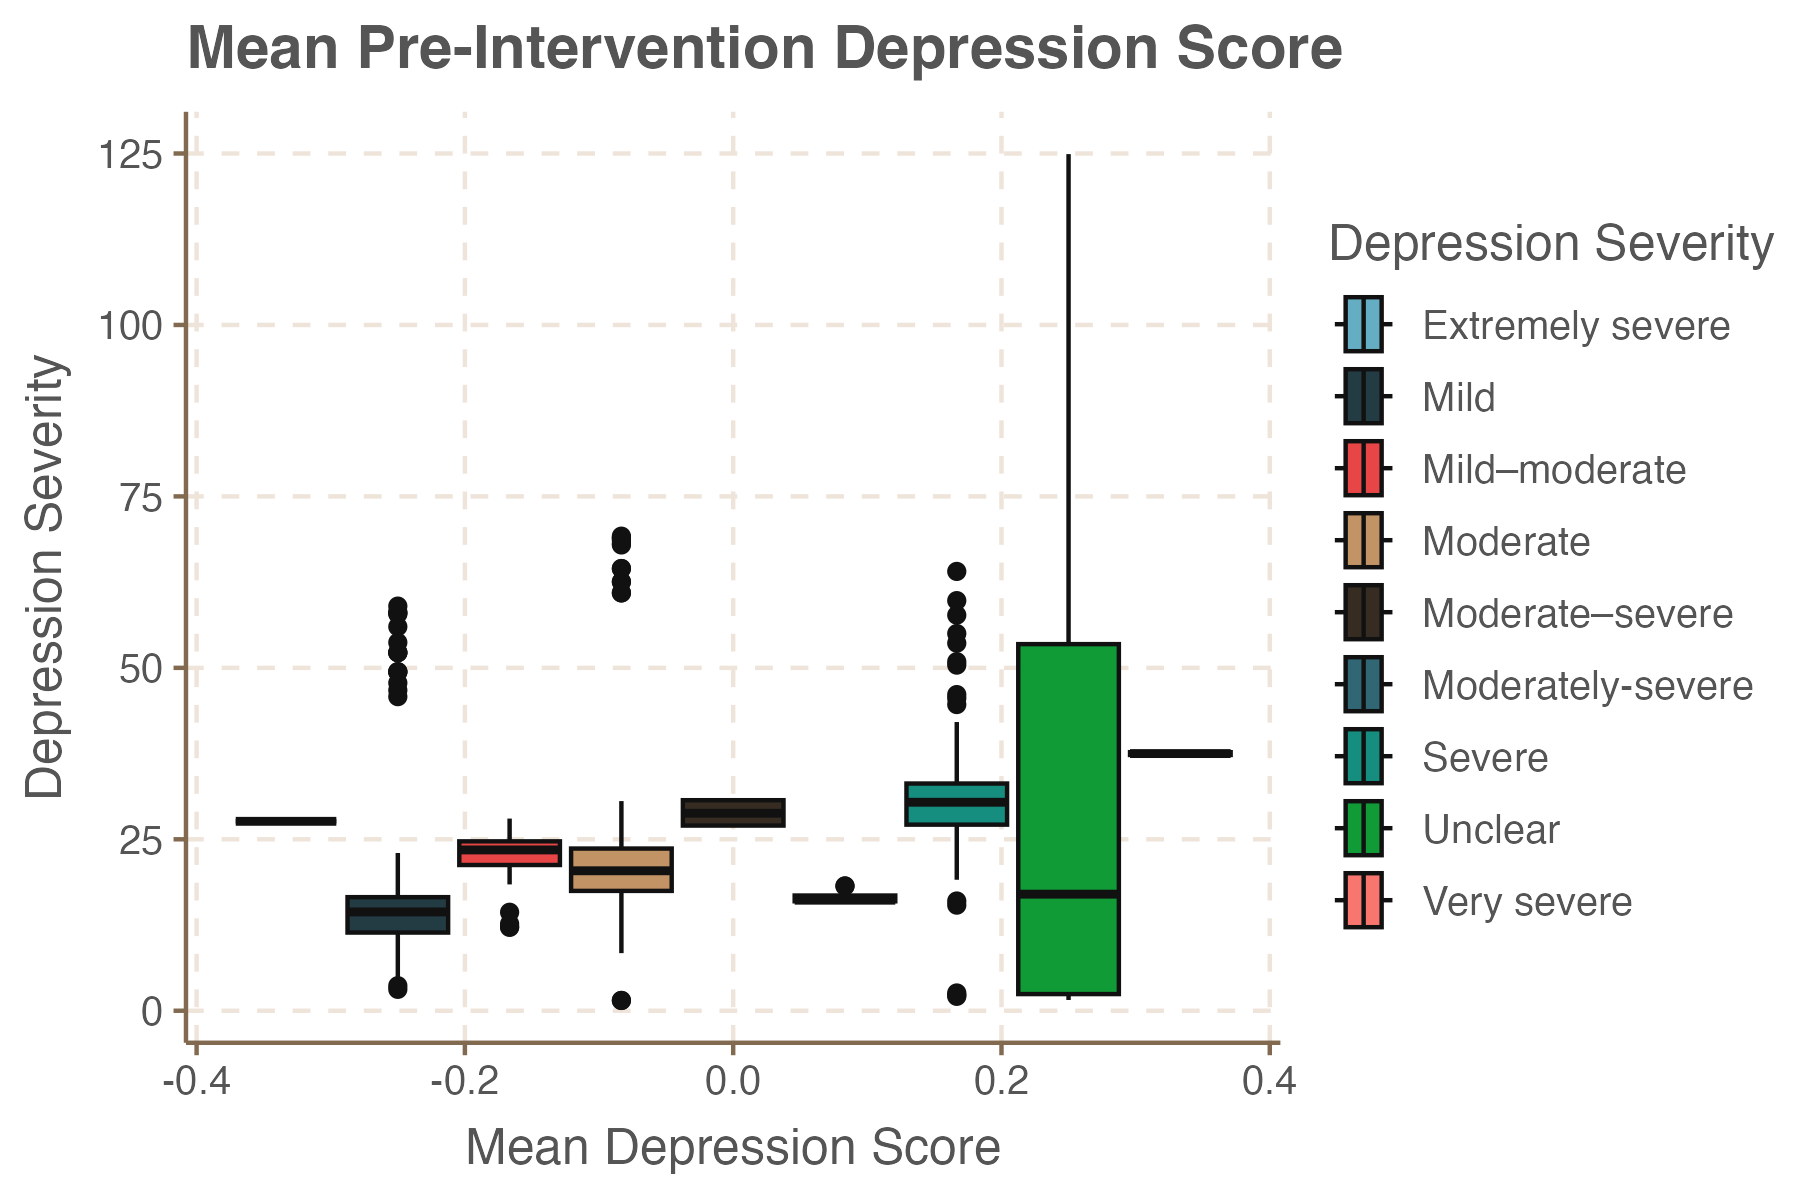 Mean Pre-Intervention Depression Score
Depression Severity
125
100
75
50
25
0
-0.4
-0.2
0.0
0.2
0.4
Mean Depression Score
Depression Severity
Extremely severe
Mild
Mild–moderate
Moderate
Moderate–severe
Moderately-severe
Severe
Unclear
Very severe